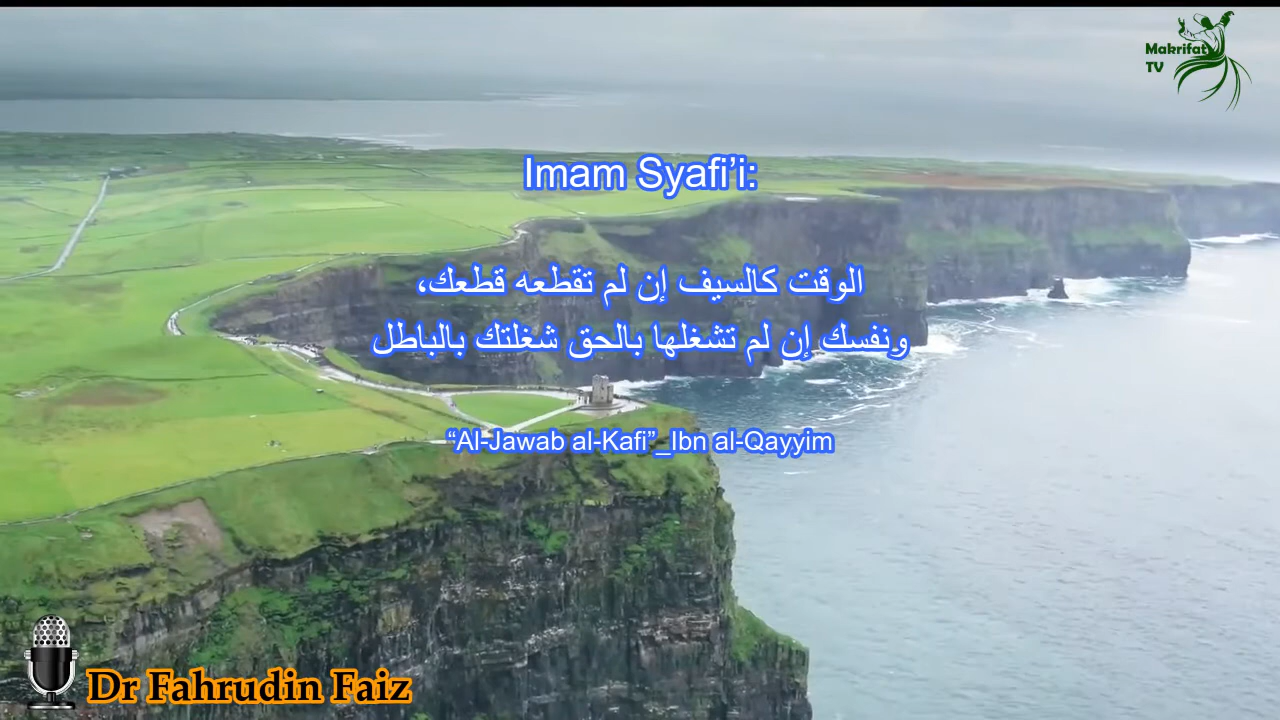 Makrifat
TV
Imam Syafi’i:
الوقت كالسيف إن لم تقطعه قطعك،
ونفسك إن لم تشغلها بالحق شغلتك بالباطل
“Al-Jawab al-Kafi”_Ibn al-Qayyim
Dr Fahrudin Faiz